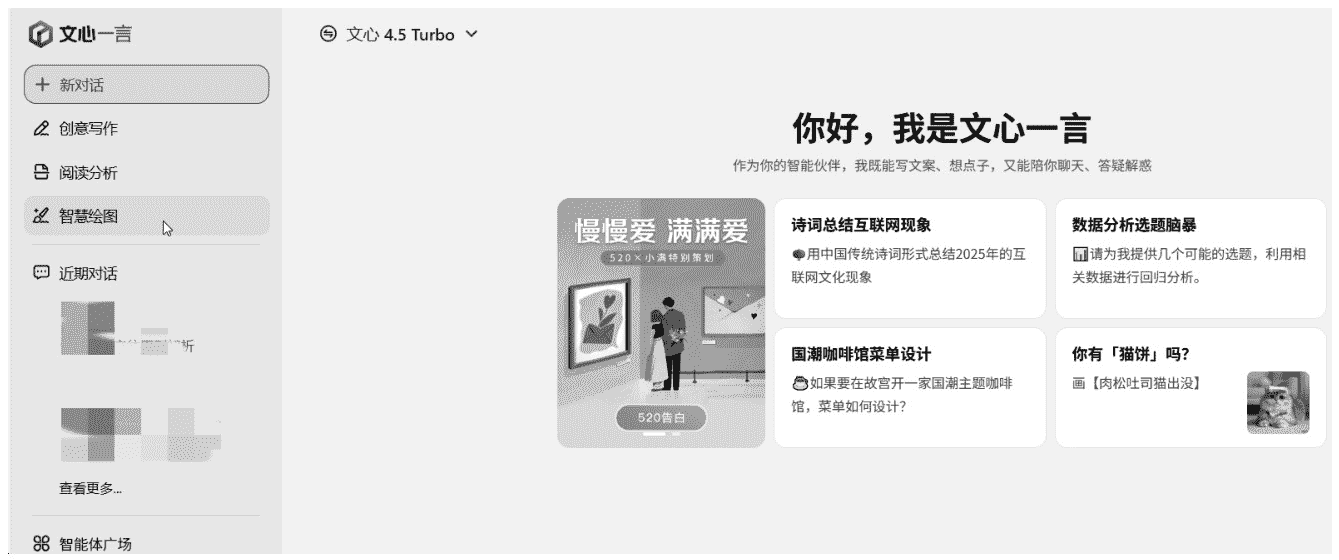 文心一言
文心 4.5 Turbo
新对话
创意写作
阅读分析
智慧绘图
近期对话
析
查看更多...
智能体广场
你好，我是文心一言
作为你的智能伙伴，我既能写文案、想点子，又能陪你聊天、答疑解惑
慢慢爱 满满爱
520×小满特别策划
520告白
诗词总结互联网现象
用中国传统诗词形式总结2025年的互
联网文化现象
数据分析选题脑暴
请为我提供几个可能的选题，利用相
关数据进行回归分析。
国潮咖啡馆菜单设计
如果要在故宫开一家国潮主题咖啡
馆，菜单如何设计？
你有「猫饼」吗？
画【肉松吐司猫出没】